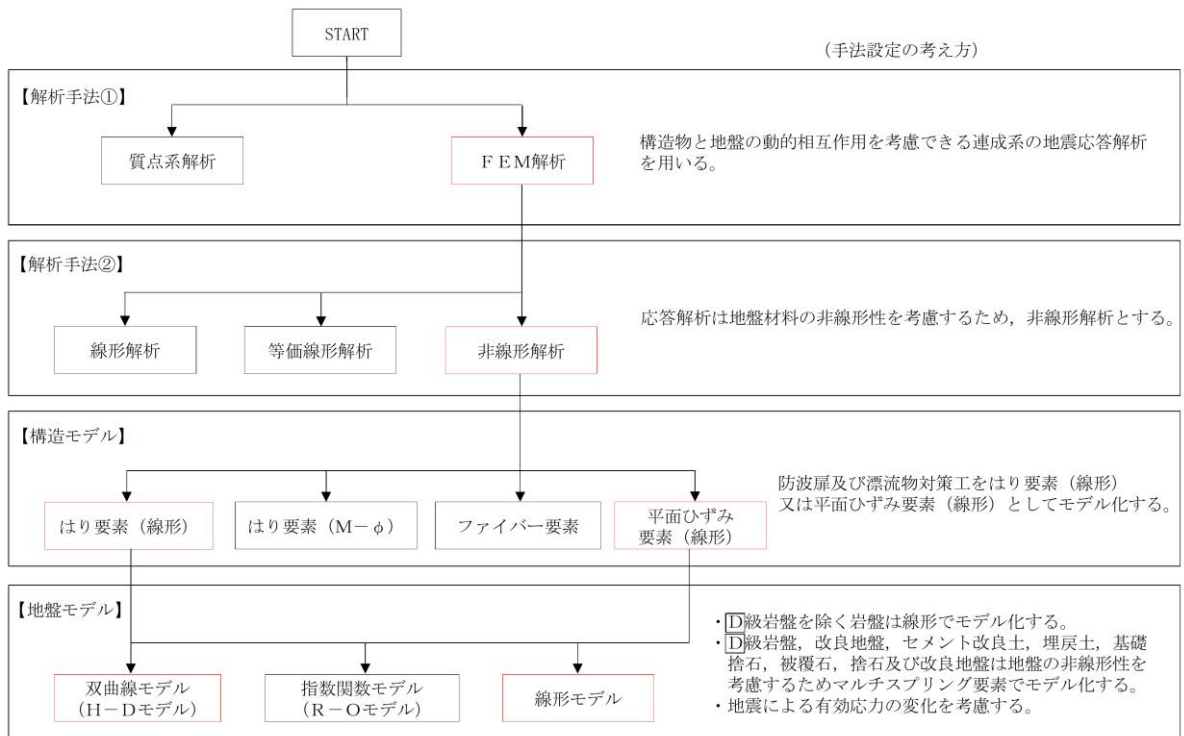 START
(手法設定の考え方)
【解析手法①】
質点系解析
FEM解析
構造物と地盤の動的相互作用を考慮できる連成系の地震応答解析
を用いる。
【解析手法②】
線形解析
等価線形解析
非線形解析
応答解析は地盤材料の非線形性を考慮するため,非線形解析とする。
【構造モデル】
はり要素(線形)
はり要素(M-φ)
ファイバー要素
平面ひずみ
要素(線形)
防波扉及び漂流物対策工をはり要素(線形)
又は平面ひずみ要素(線形)としてモデル化する。
【地盤モデル】
双曲線モデル
(H-Dモデル)
指数関数モデル
(R-Oモデル)
線形モデル
・D級岩盤を除く岩盤は線形でモデル化する。
・D級岩盤,改良地盤,セメント改良土,埋戻土,基礎
捨石,被覆石,捨石及び改良地盤は地盤の非線形性を
考慮するためマルチスプリング要素でモデル化する。
・地震による有効応力の変化を考慮する。